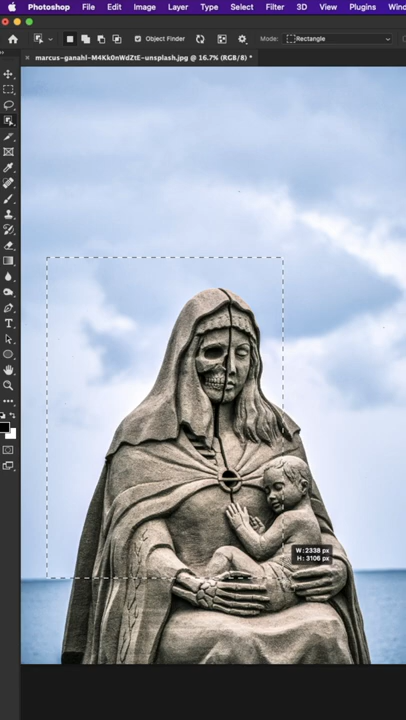 Photoshop File Edit Image Layer Type Select Filter 3D View Plugins
Object Finder Mode: Rectangle
marcus-ganahl-M4Kk0nWdZtE-unsplash.jpg @ 16.7% (RGB/8) *
T
W: 2338 px
H: 3106 px